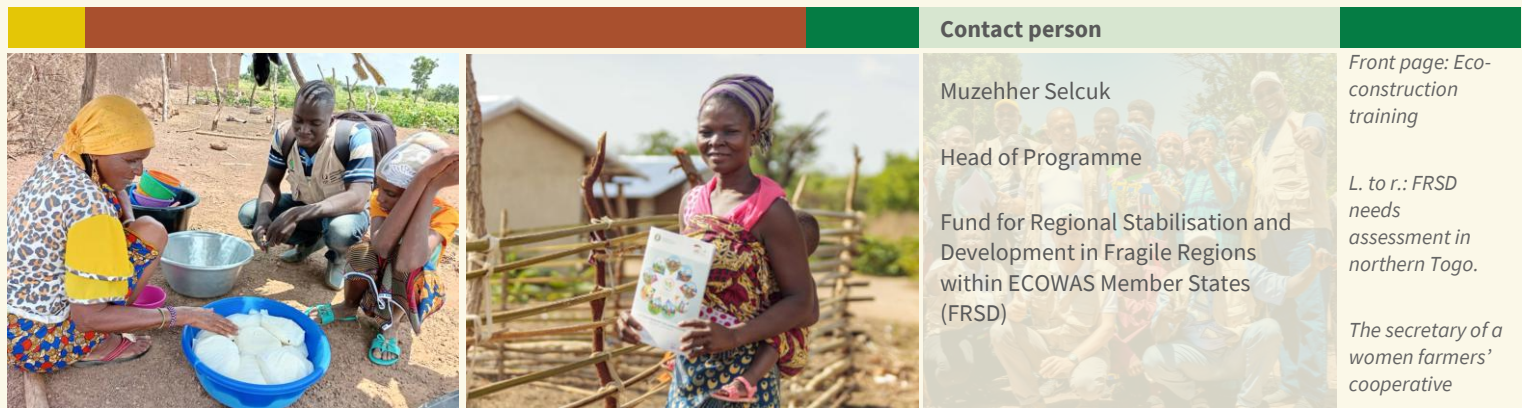 Contact person
Muzehher Selcuk
Head of Programme
Fund for Regional Stabilisation and
Development in Fragile Regions
within ECOWAS Member States
(FRSD)
Front page: Eco-
construction
training
L. to r.: FRSD
needs
assessment in
northern Togo.
The secretary of a
women farmers’
cooperative